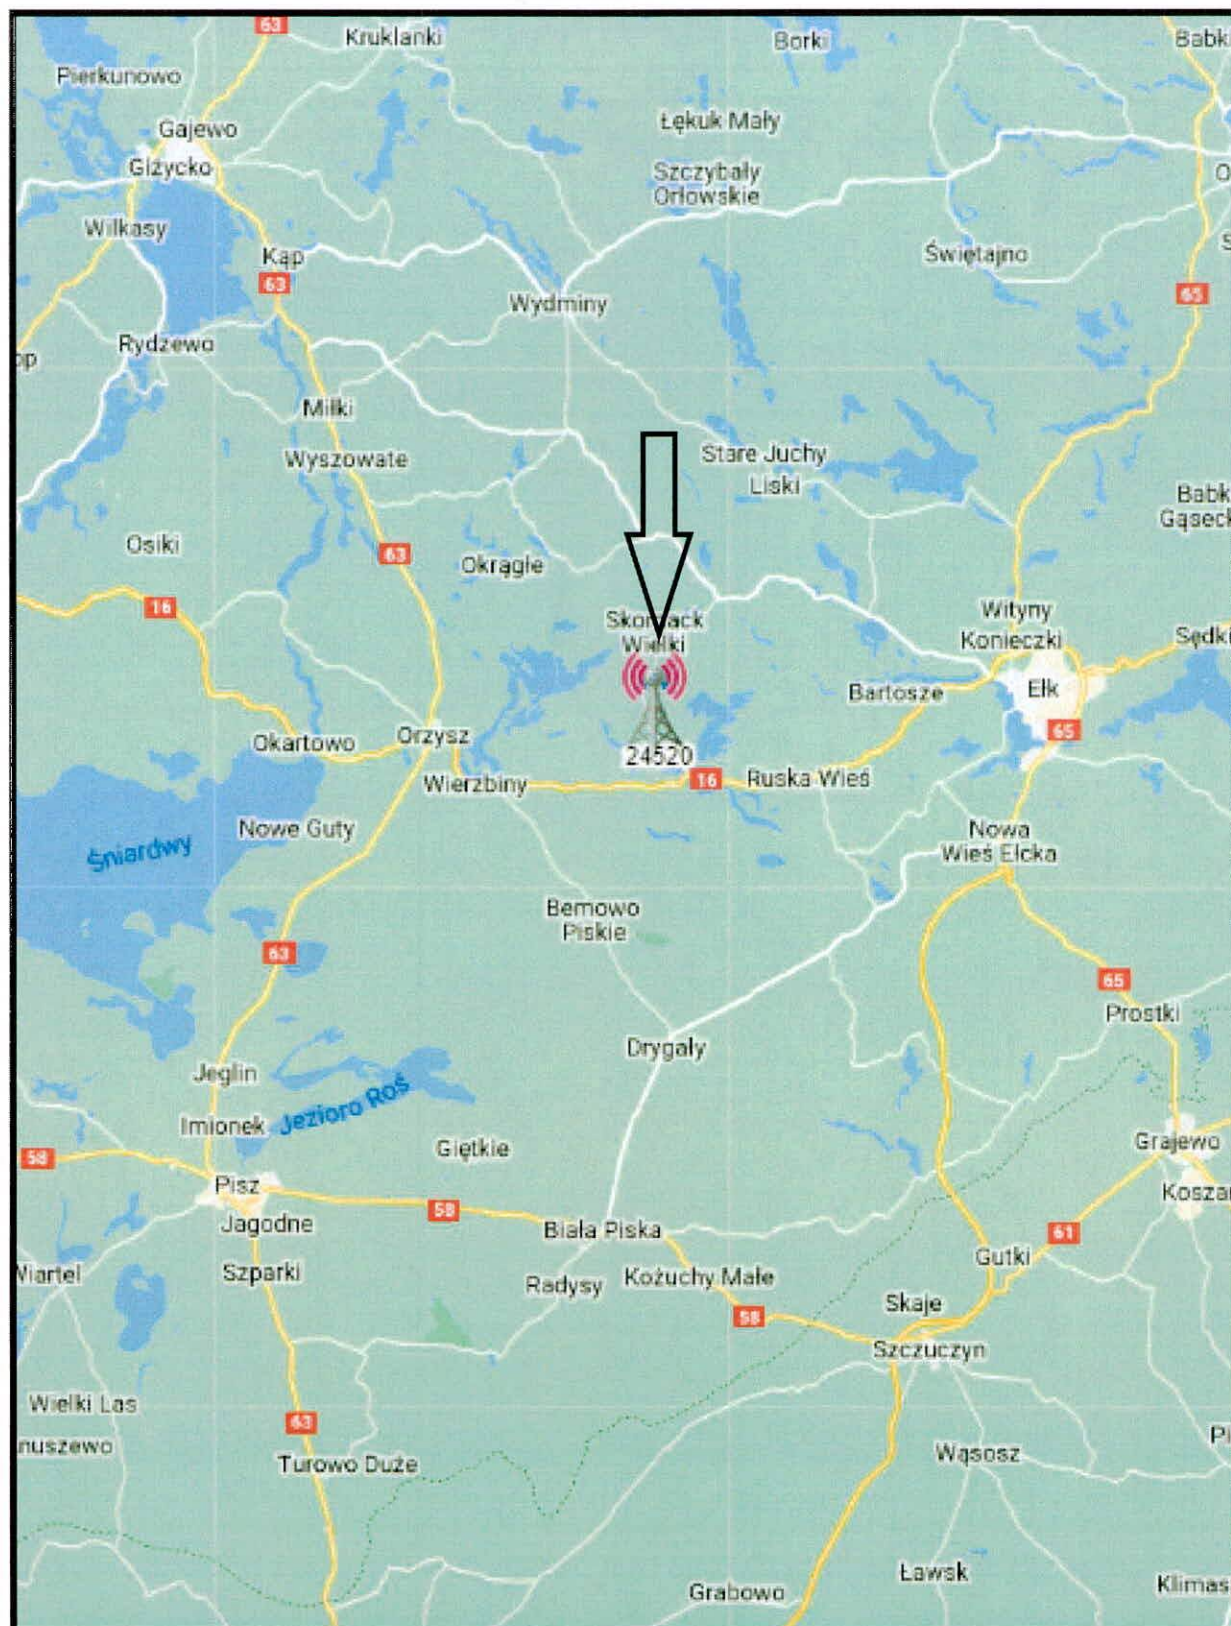 63
Kruklanki
Borki
Pierkunowo
Gajewo
Łękuk Mały
Giżycko
Szczybały
Orłowskie
Wilkasy
Kąp
Świętajno
63
65
Wydminy
Rydzewo
Miłki
Wyszowate
Stare Juchy
Liski
Osiki
63
Okrągłe
16
Wityny
Konieczki
Wielki
Bartosze
Ełk
65
Orzysz
Okartowo
24520
Wierzbiny
16
Ruska Wieś
Nowe Guty
Śniardwy
Nowa
Wieś Ełcka
Bemowo
Piskie
63
65
Prostki
Drygały
Jeglin
Jezioro Roś
Imionek
Giętkie
Grajewo
58
Pisz
58
Jagodne
Biała Piska
61
Gutki
Szparki
Radysy
Kożuchy Małe
Skaje
58
Szczuczyn
Wielki Las
63
Turowo Duże
Wąsosz
Ławsk
Grabowo